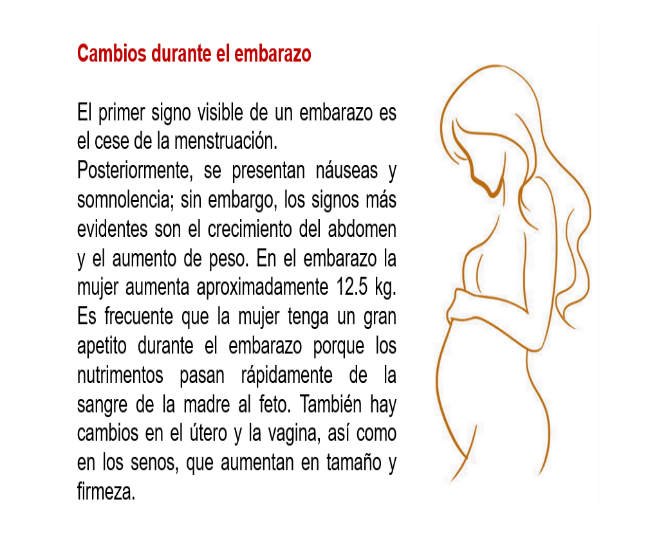 Cambios durante el embarazo
El primer signo visible de un embarazo es
el cese de la menstruación.
Posteriormente, se presentan náuseas y
somnolencia; sin embargo, los signos más
evidentes son el crecimiento del abdomen
y el aumento de peso. En el embarazo la
mujer aumenta aproximadamente 12.5 kg.
Es frecuente que la mujer tenga un gran
apetito durante el embarazo porque los
nutrimentos pasan rápidamente de la
sangre de la madre al feto. También hay
cambios en el útero y la vagina, así como
en los senos, que aumentan en tamaño y
firmeza.